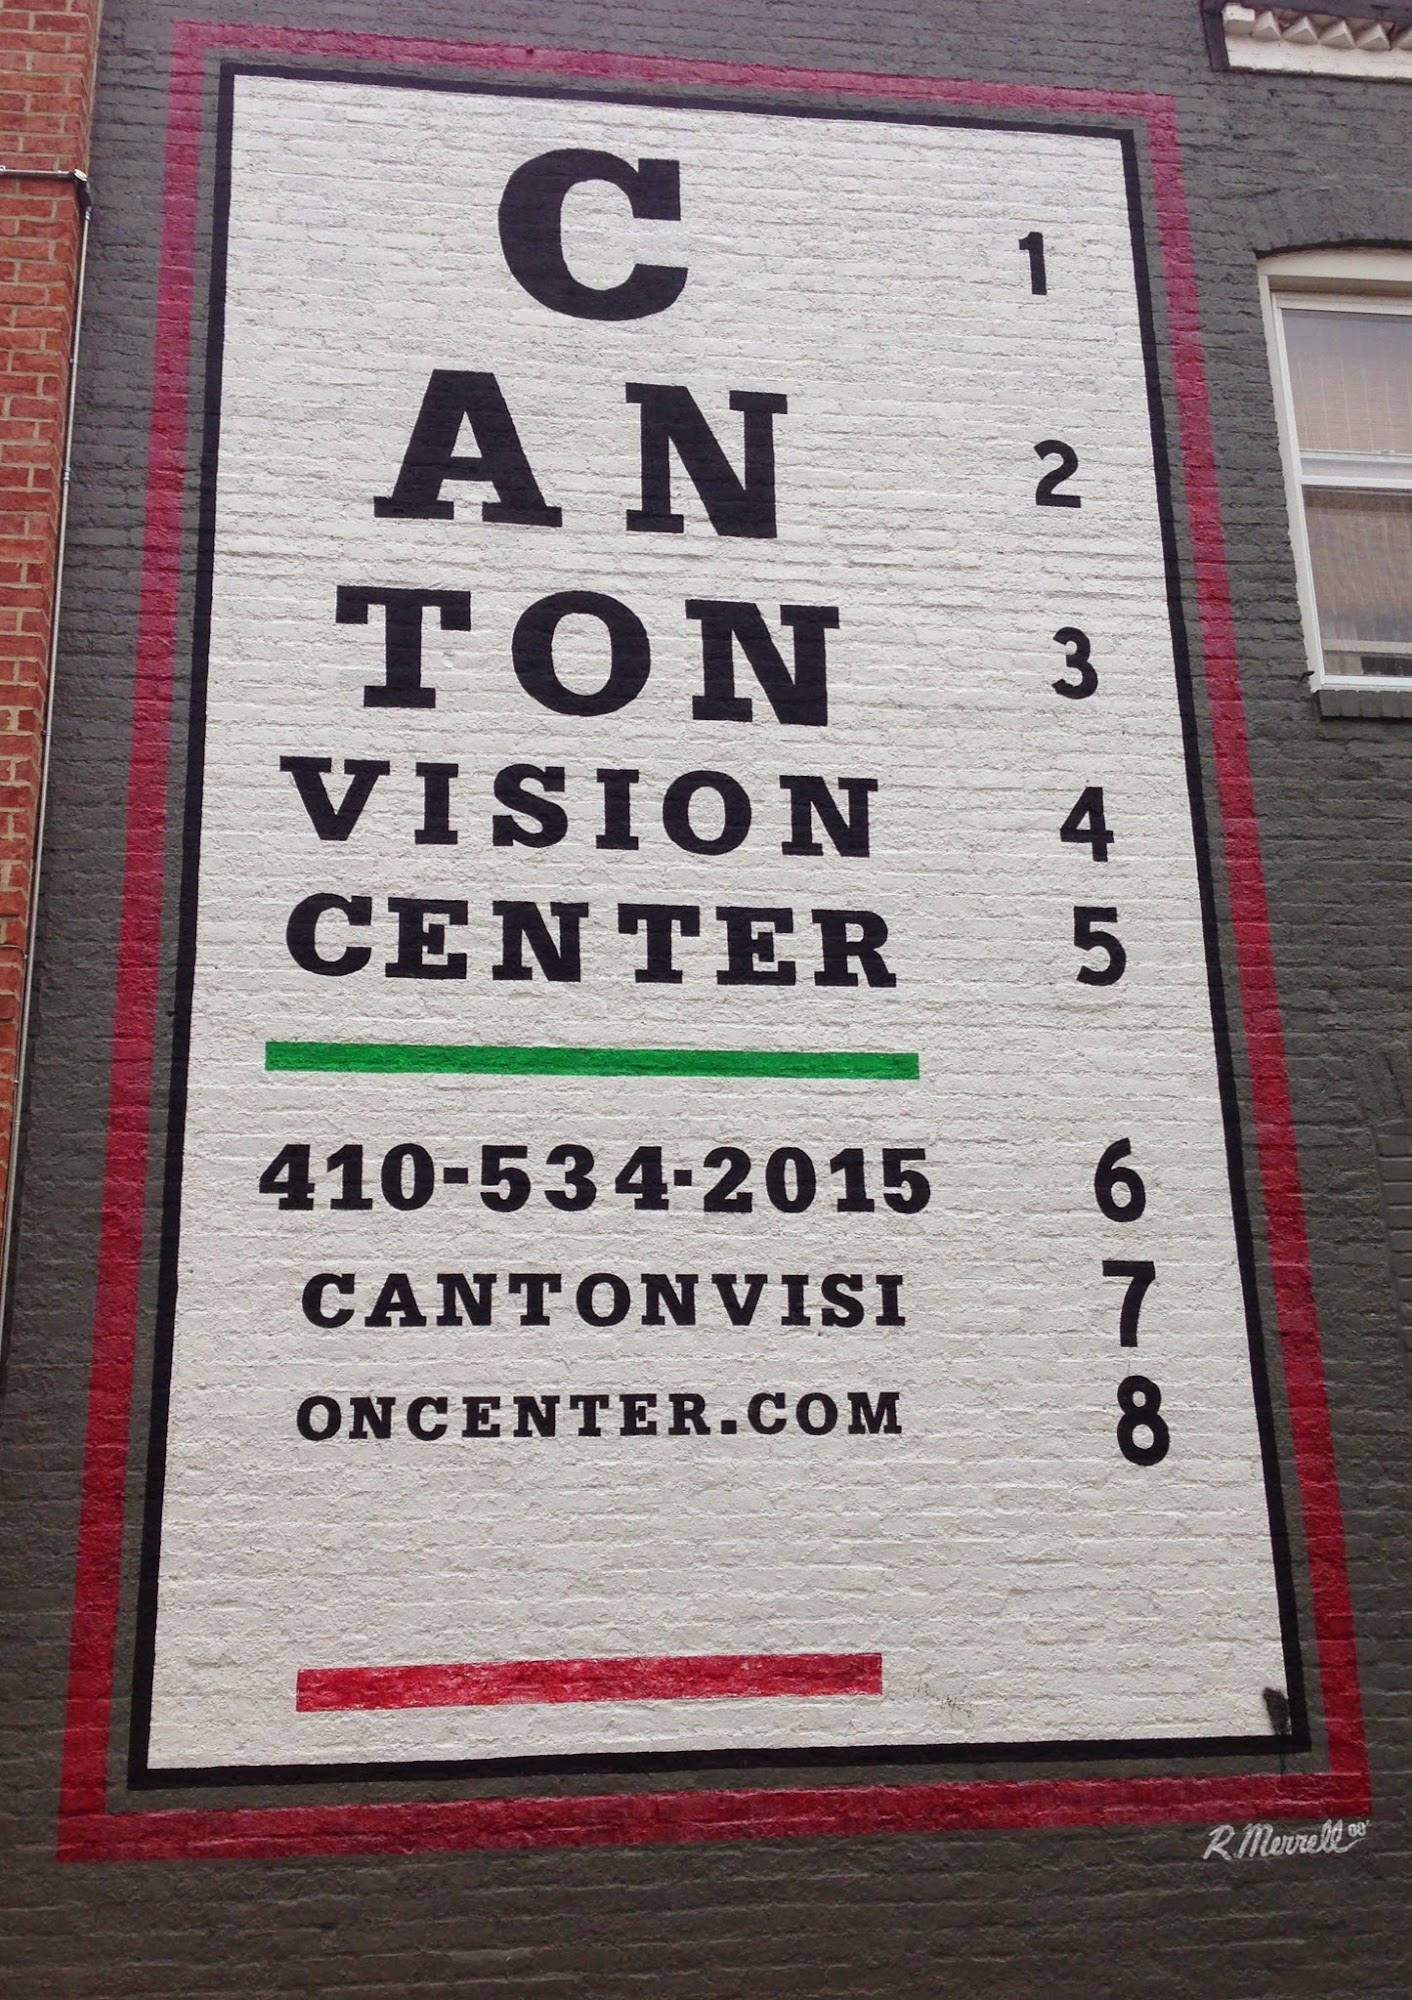 C 1
AN 2
TON 3
VISION 4
CENTER 5
410-534-2015 6
CANTONVISI 7
ONCENTER.COM 8
R. Merrell 08'